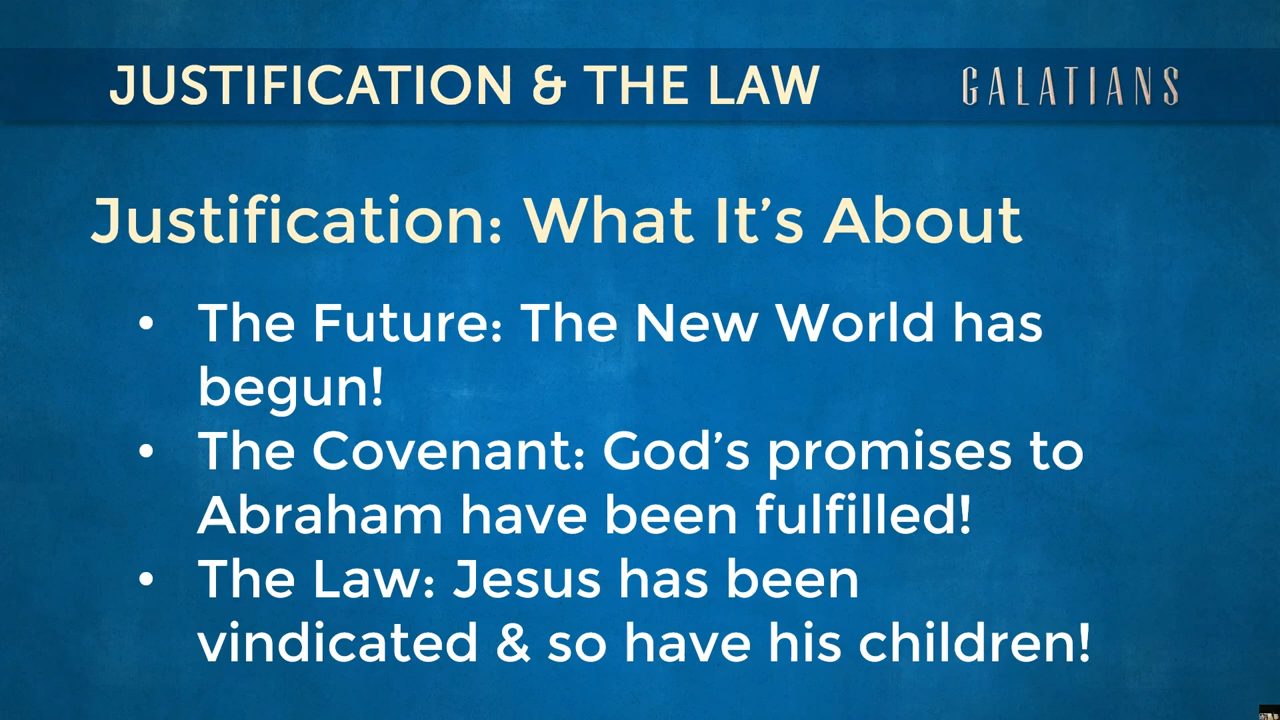 JUSTIFICATION & THE LAW
GALATIANS
Justification: What It’s About
• The Future: The New World has
begun!
• The Covenant: God’s promises to
Abraham have been fulfilled!
• The Law: Jesus has been
vindicated & so have his children!